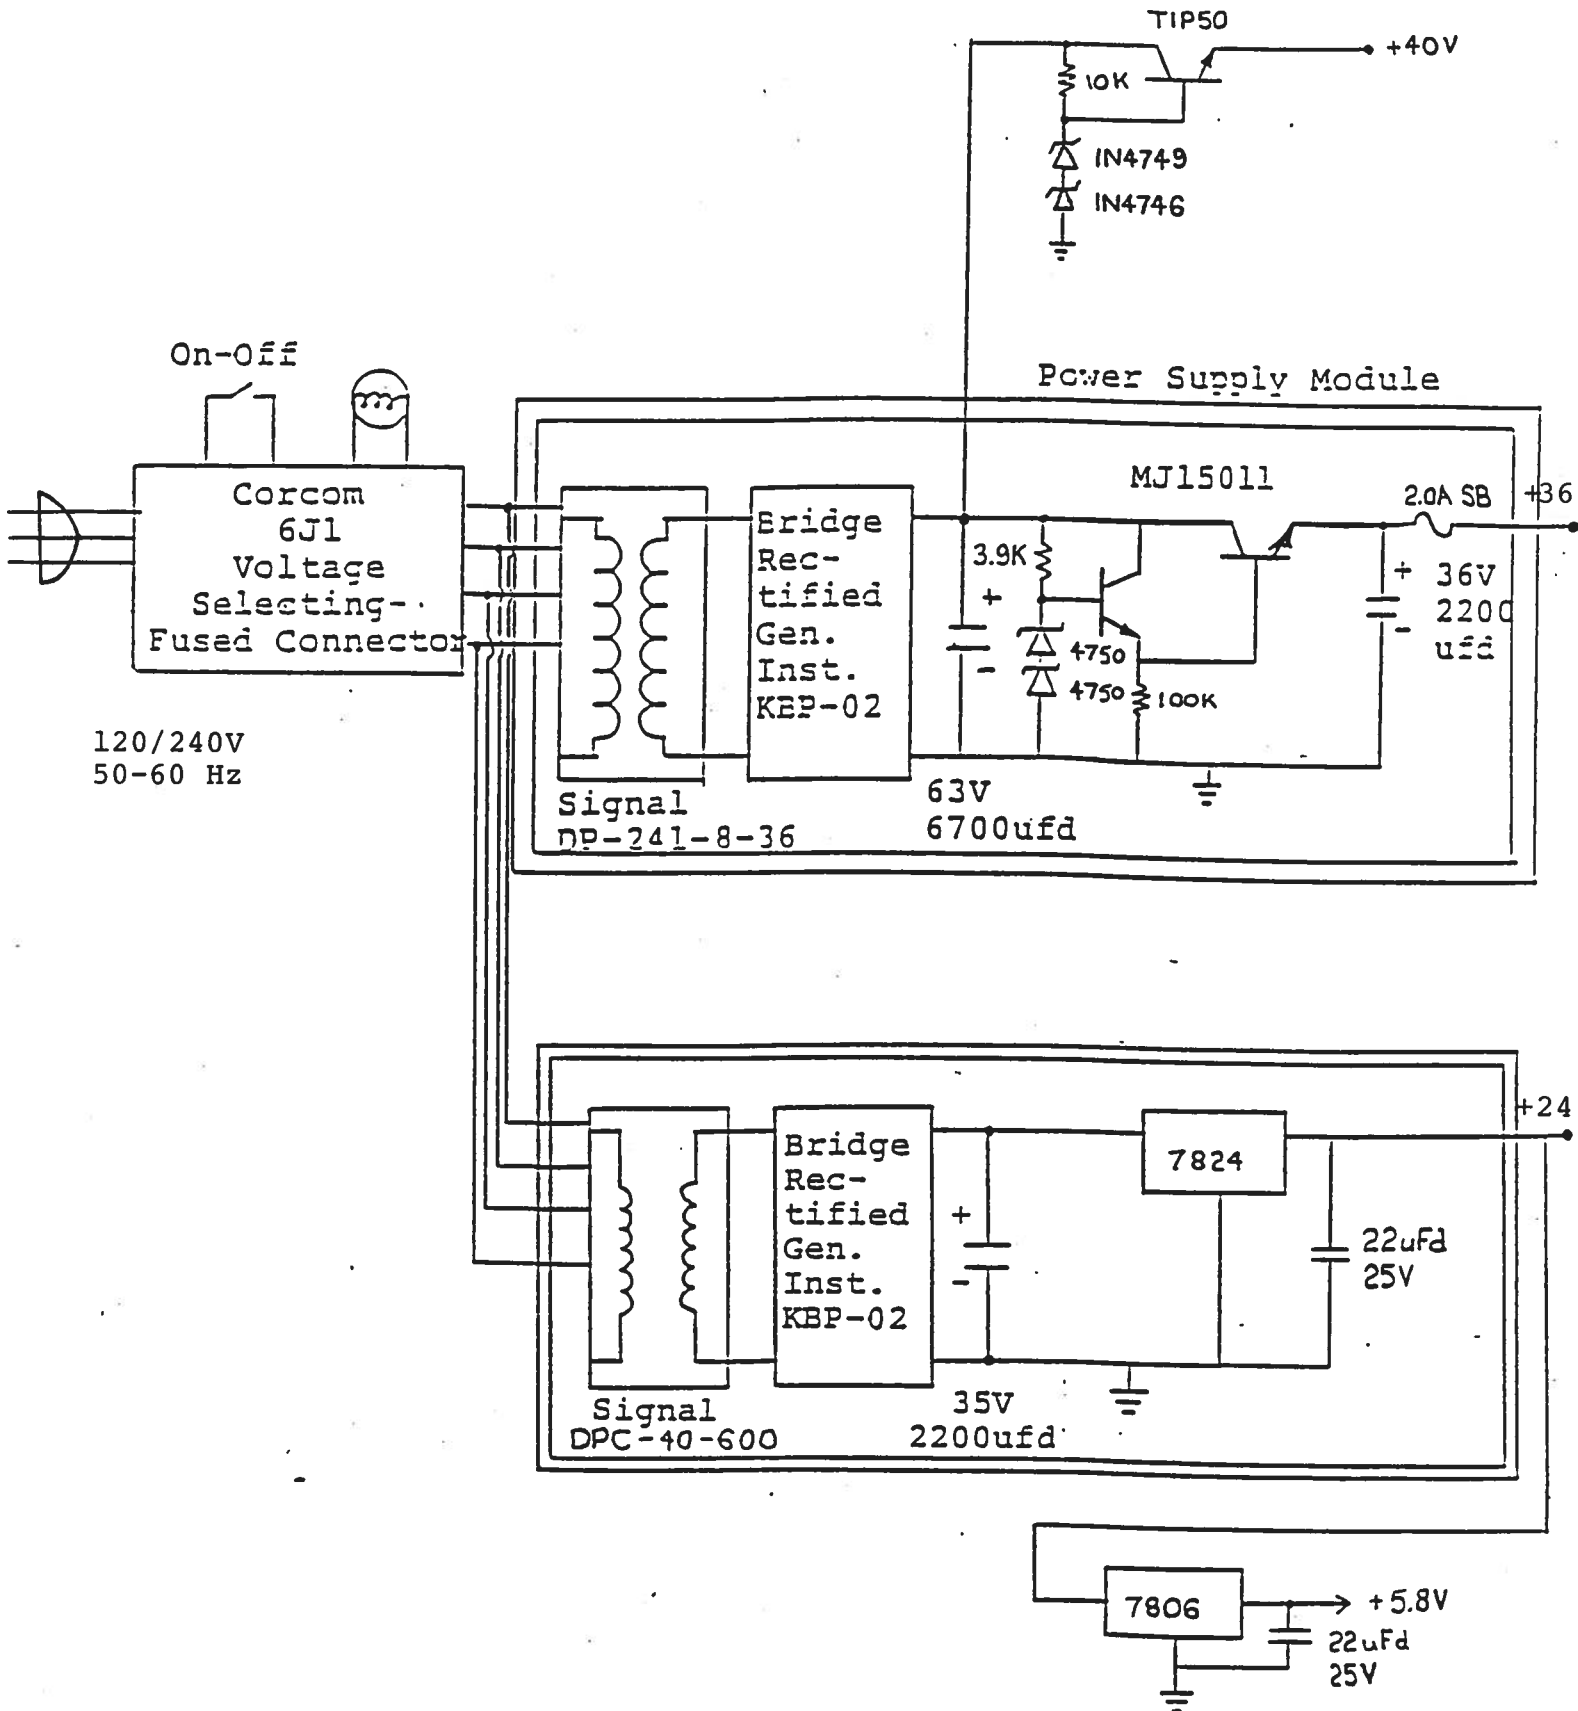 TIP50
+40V
10K
1N4749
1N4746
On-Off
Power Supply Module
Corcom
6J1
Voltage
Selecting-
Fused Connector
120/240V
50-60 Hz
Signal
DP-241-8-36
Bridge
Rec-
tified
Gen.
Inst.
KBP-02
+
-
63V
6700ufd
3.9K
4750
4750
100K
MJ15011
2.0A SB
+36
+
-
36V
2200
ufd
Signal
DPC-40-600
Bridge
Rec-
tified
Gen.
Inst.
KBP-02
+
-
35V
2200ufd
7824
+24
22uFd
25V
7806
+5.8V
22uFd
25V